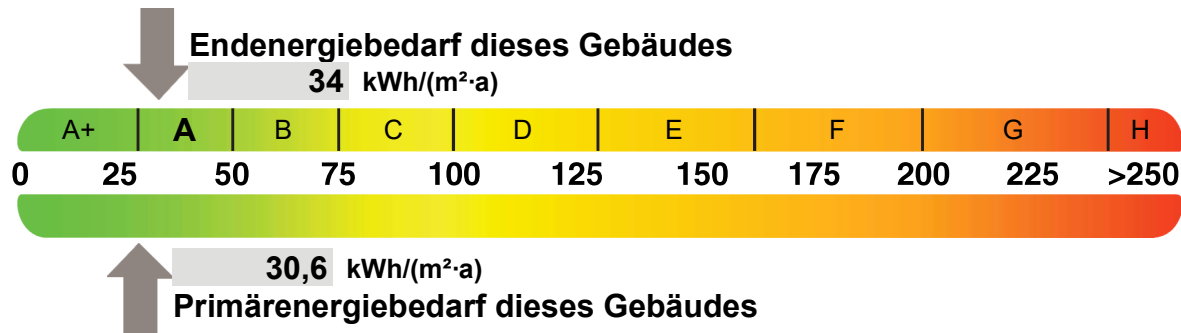 Endenergiebedarf dieses Gebäudes
34 kWh/(m²·a)
A+ A B C D E F G H
0 25 50 75 100 125 150 175 200 225 >250
30,6 kWh/(m²·a)
Primärenergiebedarf dieses Gebäudes